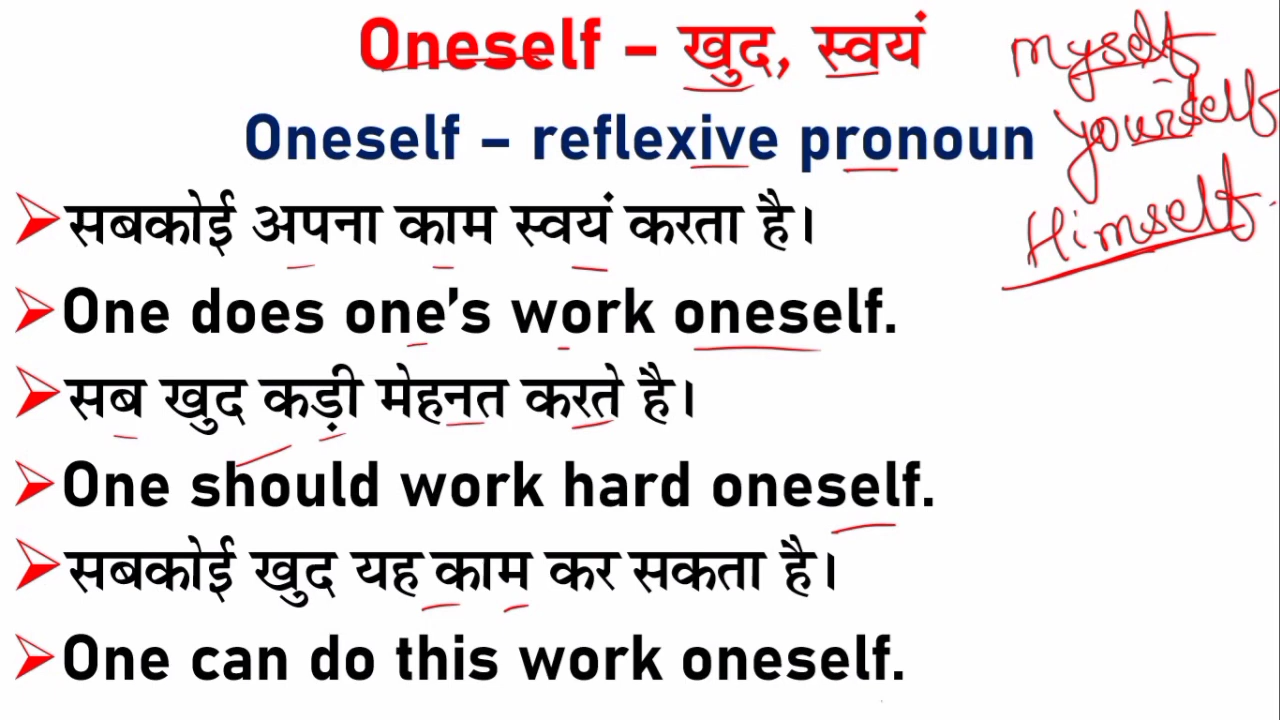 Oneself – खुद, स्वयं
Myself
Oneself – reflexive pronoun
yourself
Himself
सबकोई अपना काम स्वयं करता है।
One does one's work oneself.
सब खुद कड़ी मेहनत करते है।
One should work hard oneself.
सबकोई खुद यह काम कर सकता है।
One can do this work oneself.